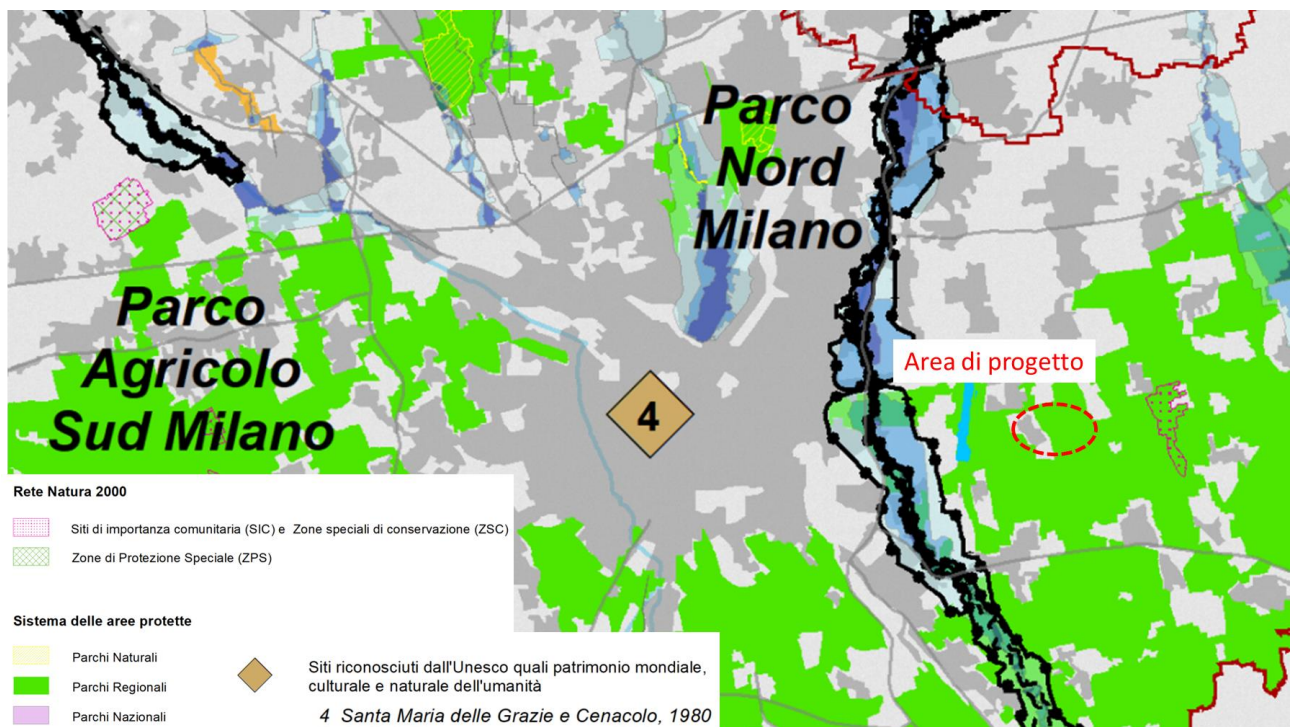 Parco
Nord
Milano
Parco
Agricolo
Sud Milano
Area di progetto
4
Rete Natura 2000
Siti di importanza comunitaria (SIC) e Zone speciali di conservazione (ZSC)
Zone di Protezione Speciale (ZPS)
Sistema delle aree protette
Parchi Naturali
Parchi Regionali
Parchi Nazionali
Siti riconosciuti dall'Unesco quali patrimonio mondiale,
culturale e naturale dell'umanità
4 Santa Maria delle Grazie e Cenacolo, 1980